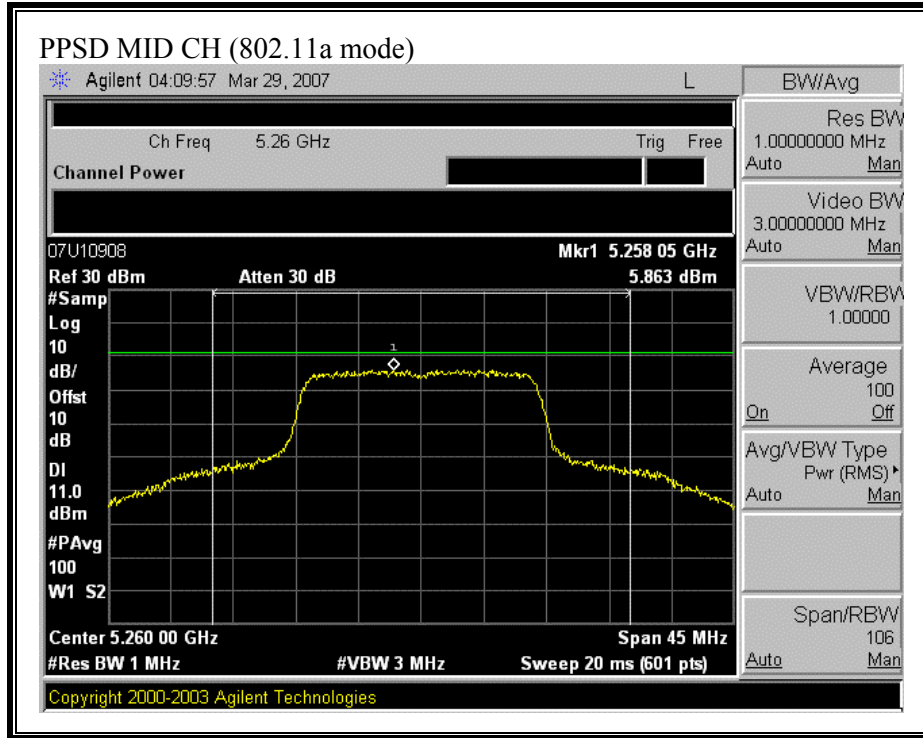 PPSD MID CH (802.11a mode)
Agilent 04:09:57 Mar 29, 2007 L
Ch Freq 5.26 GHz Trig Free
Channel Power
07U10908
Mkr1 5.258 05 GHz
Ref 30 dBm Atten 30 dB 5.863 dBm
#Samp
Log
10
dB/
Offst
10
dB
DI
11.0
dBm
#PAvg
100
W1 S2
1
Center 5.260 00 GHz Span 45 MHz
#Res BW 1 MHz #VBW 3 MHz Sweep 20 ms (601 pts)
Copyright 2000-2003 Agilent Technologies
BW/Avg
Res BW
1.00000000 MHz
Auto Man
Video BW
3.00000000 MHz
Auto Man
VBW/RBW
1.00000
Average
100
On Off
Avg/VBW Type
Pwr (RMS)
Auto Man
Span/RBW
106
Auto Man